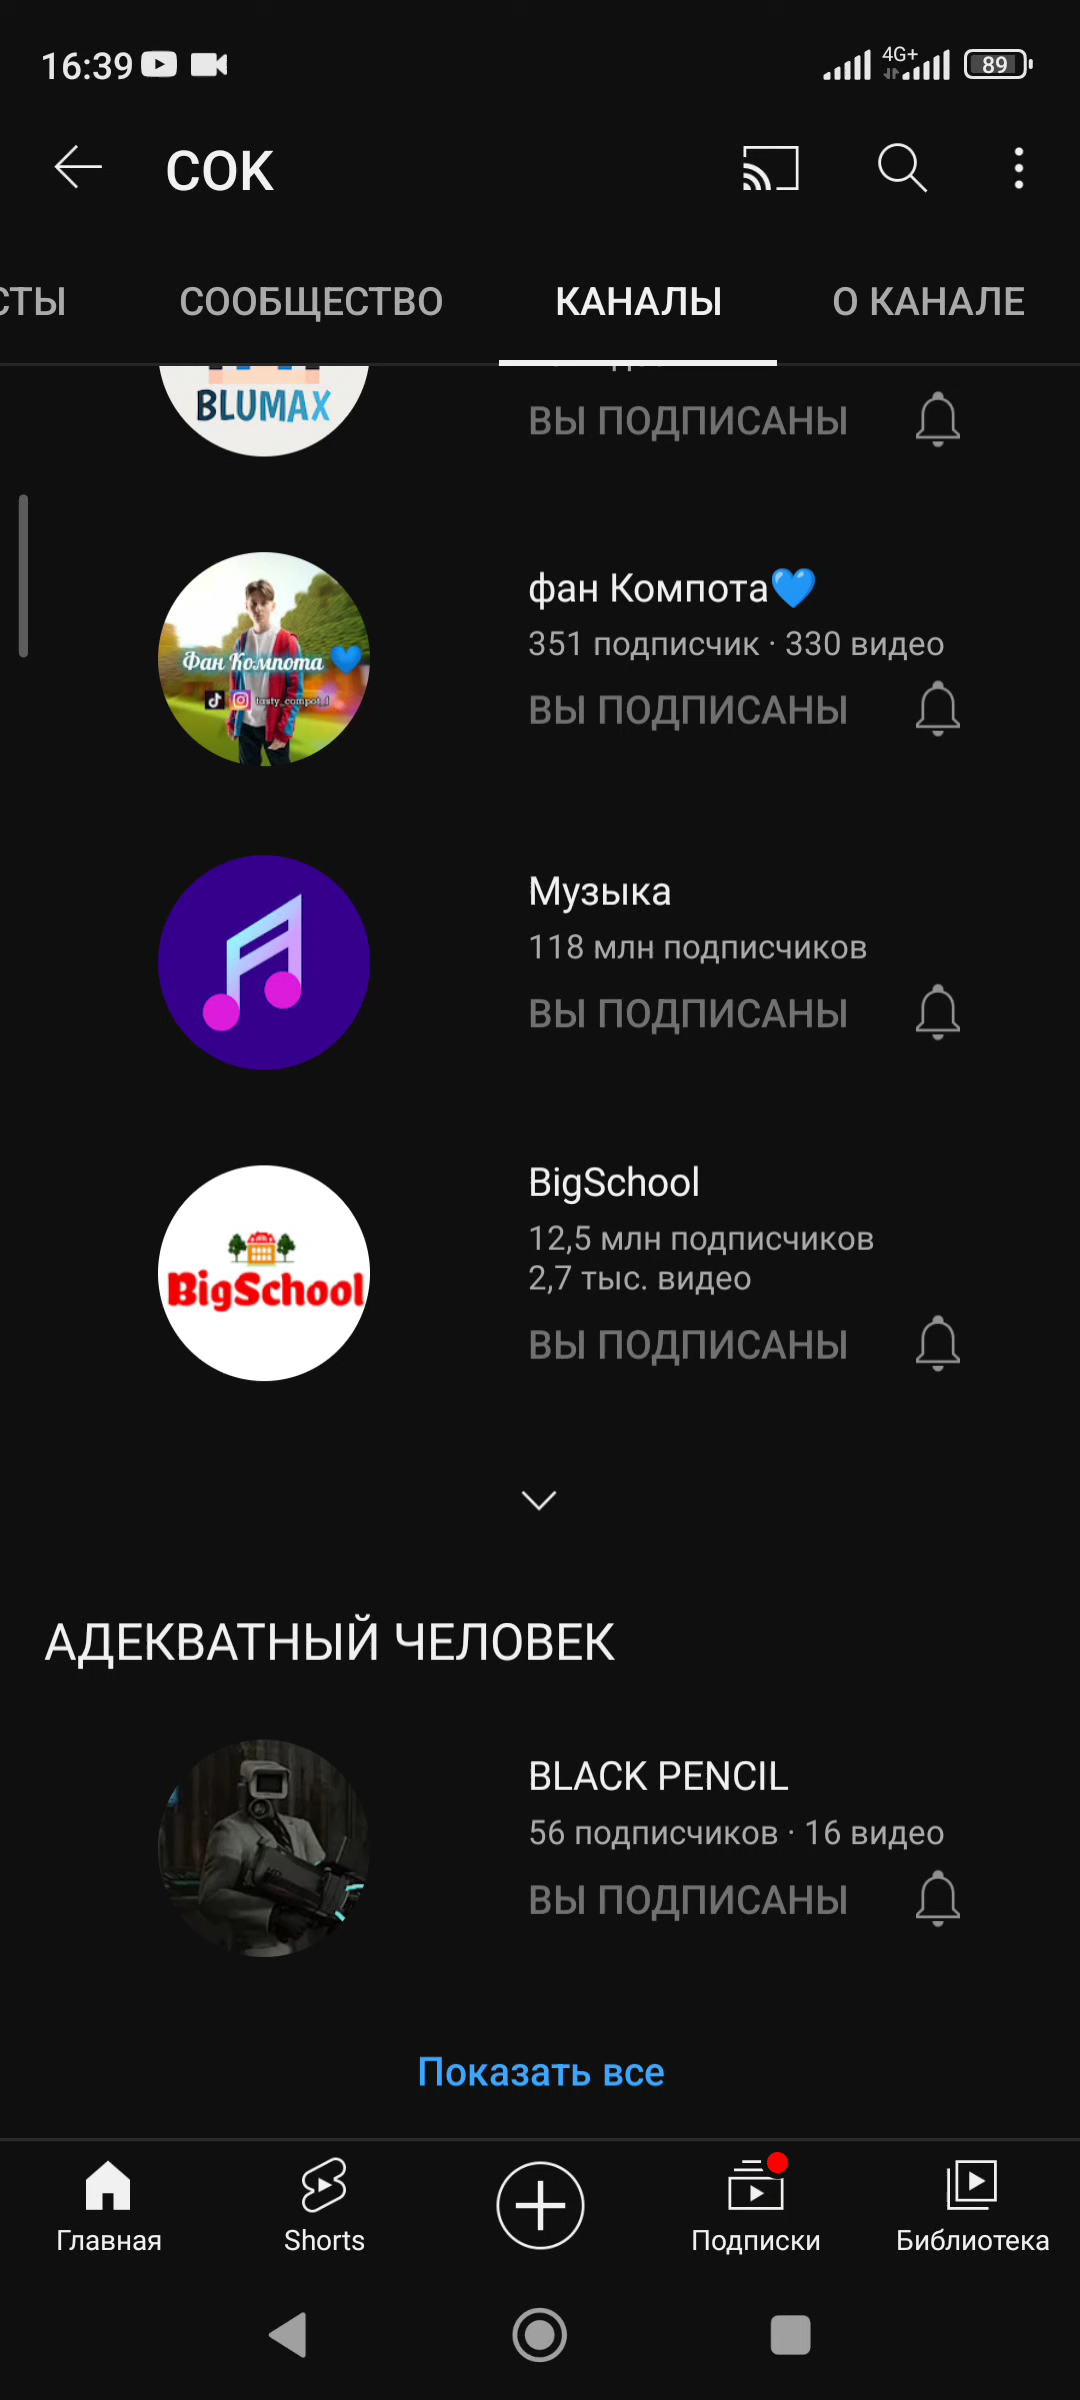 16:39
4G+
89
СОК
СТЫ
СООБЩЕСТВО
КАНАЛЫ
О КАНАЛЕ
BLUMAX
ВЫ ПОДПИСАНЫ
Фан Компота
tasty_compot_f
фан Компота💙
351 подписчик · 330 видео
ВЫ ПОДПИСАНЫ
Музыка
118 млн подписчиков
ВЫ ПОДПИСАНЫ
BigSchool
BigSchool
12,5 млн подписчиков
2,7 тыс. видео
ВЫ ПОДПИСАНЫ
АДЕКВАТНЫЙ ЧЕЛОВЕК
BLACK PENCIL
56 подписчиков · 16 видео
ВЫ ПОДПИСАНЫ
Показать все
Главная
Shorts
Подписки
Библиотека